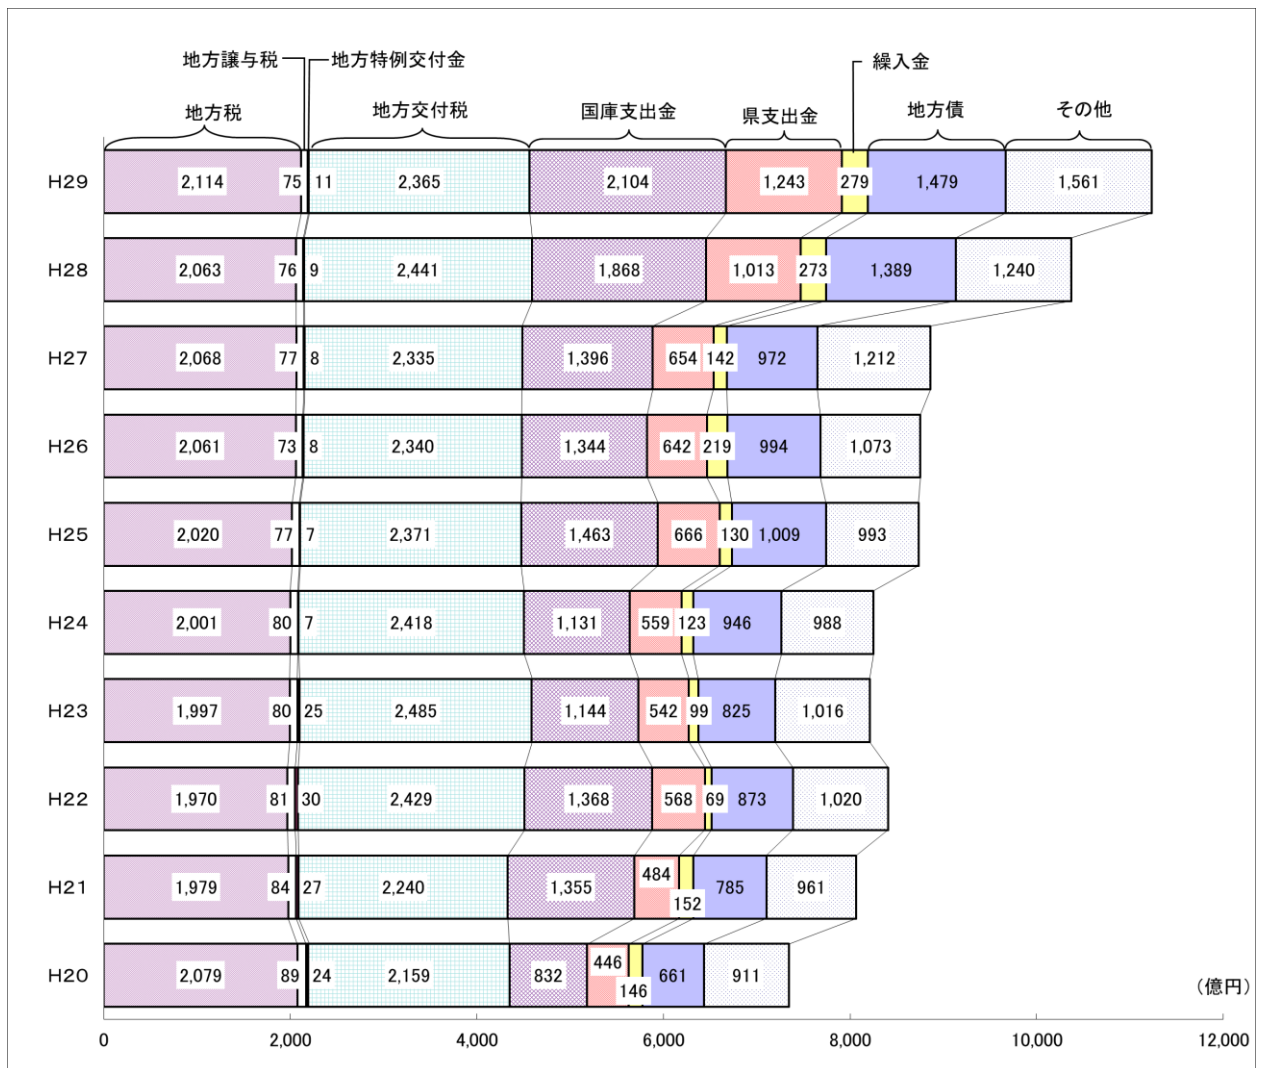 地方譲与税 地方特例交付金 繰入金
地方税 地方交付税 国庫支出金 県支出金 地方債 その他
H29 2,114 75 11 2,365 2,104 1,243 279 1,479 1,561
H28 2,063 76 9 2,441 1,868 1,013 273 1,389 1,240
H27 2,068 77 8 2,335 1,396 654 142 972 1,212
H26 2,061 73 8 2,340 1,344 642 219 994 1,073
H25 2,020 77 7 2,371 1,463 666 130 1,009 993
H24 2,001 80 7 2,418 1,131 559 123 946 988
H23 1,997 80 25 2,485 1,144 542 99 825 1,016
H22 1,970 81 30 2,429 1,368 568 69 873 1,020
H21 1,979 84 27 2,240 1,355 484 152 785 961
H20 2,079 89 24 2,159 832 446 146 661 911
(億円)
0 2,000 4,000 6,000 8,000 10,000 12,000